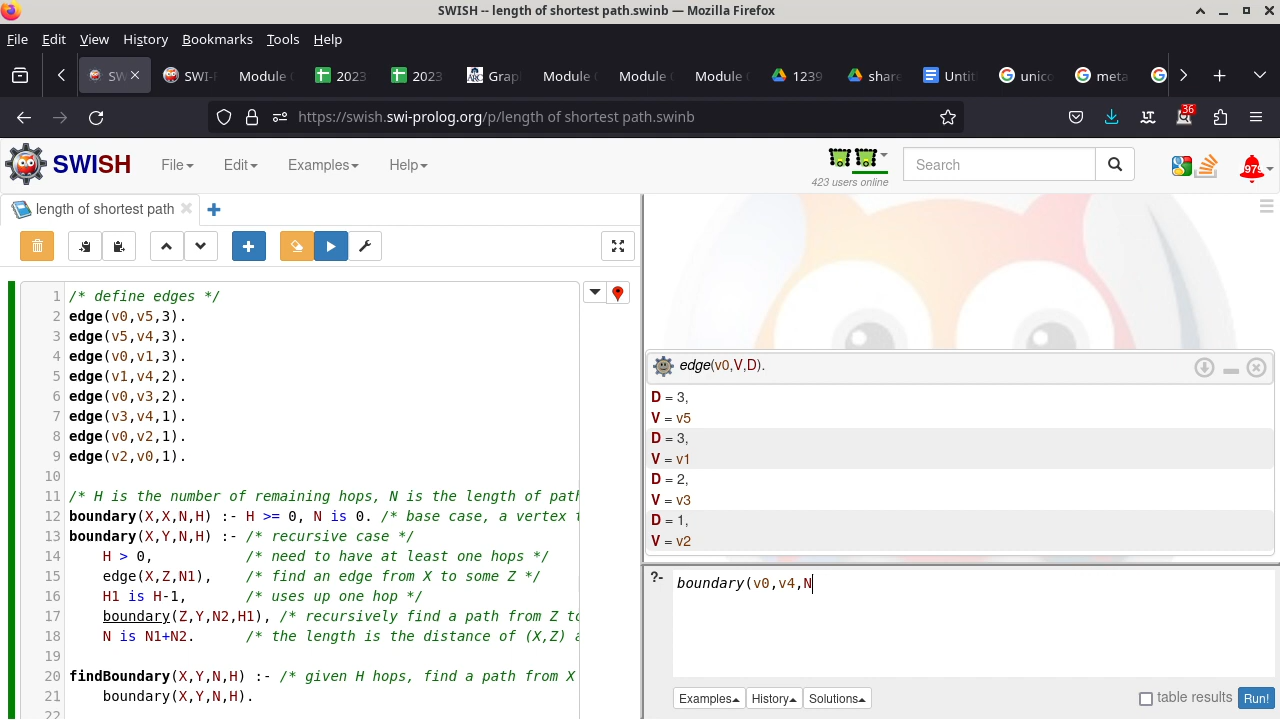 SWISH -- length of shortest path.swinb — Mozilla Firefox
File Edit View History Bookmarks Tools Help
SW SWI-P Module 2023 2023 Grap Module Module Module 1239 share Unti unico meta
https://swish.swi-prolog.org/p/length of shortest path.swinb
36
SWISH File Edit Examples Help 423 users online Search 979
length of shortest path
1 /* define edges */
2 edge(v0,v5,3).
3 edge(v5,v4,3).
4 edge(v0,v1,3).
5 edge(v1,v4,2).
6 edge(v0,v3,2).
7 edge(v3,v4,1).
8 edge(v0,v2,1).
9 edge(v2,v0,1).
10
11 /* H is the number of remaining hops, N is the length of path
12 boundary(X,X,N,H) :- H >= 0, N is 0. /* base case, a vertex t
13 boundary(X,Y,N,H) :- /* recursive case */
14 H > 0, /* need to have at least one hops */
15 edge(X,Z,N1), /* find an edge from X to some Z */
16 H1 is H-1, /* uses up one hop */
17 boundary(Z,Y,N2,H1), /* recursively find a path from Z to
18 N is N1+N2. /* the length is the distance of (X,Z) a
19
20 findBoundary(X,Y,N,H) :- /* given H hops, find a path from X
21 boundary(X,Y,N,H).
22
edge(v0,V,D).
D = 3,
V = v5
D = 3,
V = v1
D = 2,
V = v3
D = 1,
V = v2
?- boundary(v0,v4,N
Examples History Solutions table results Run!